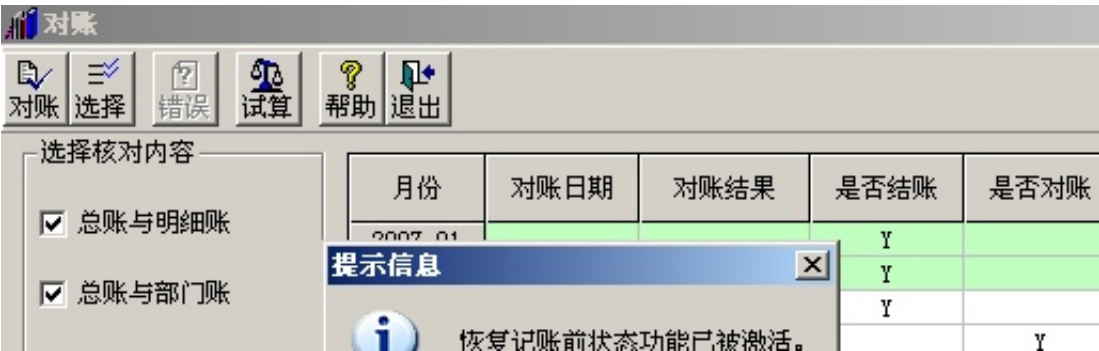 对账
对账 选择 错误 试算 帮助 退出
选择核对内容
月份 对账日期 对账结果 是否结账 是否对账
总账与明细账
2007.01 Y
提示信息
Y
总账与部门账
Y
恢复记账前状态功能已被激活。
Y